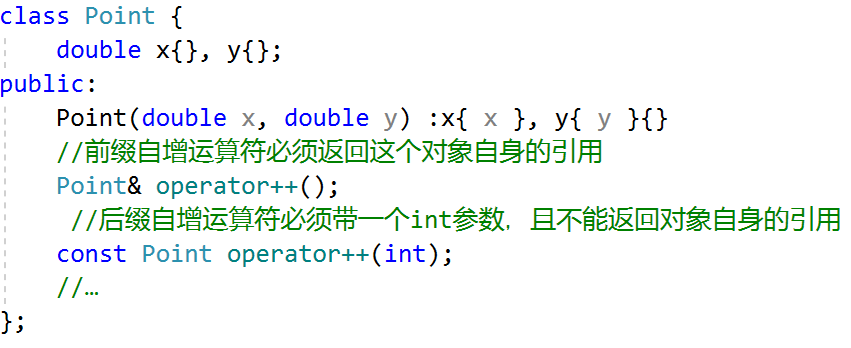 class Point {
    double x{}, y{};
public:
    Point(double x, double y) :x{ x }, y{ y }{}
    //前缀自增运算符必须返回这个对象自身的引用
    Point& operator++();
     //后缀自增运算符必须带一个int参数，且不能返回对象自身的引用
    const Point operator++(int);
    //…
};